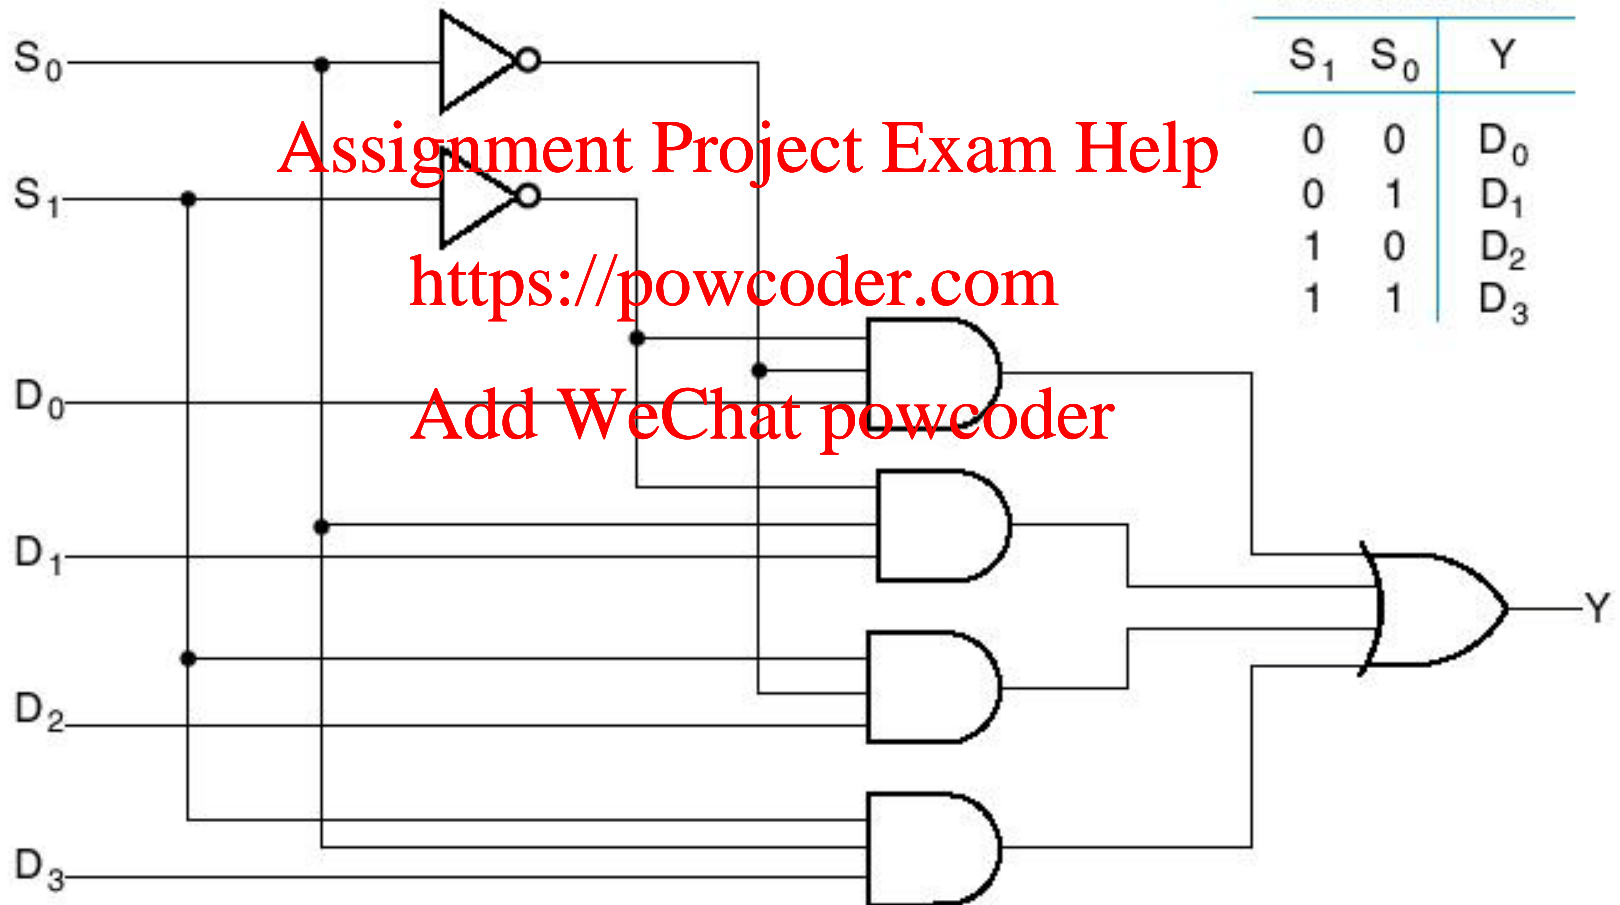 S0
S1 S0 Y
Assignment Project Exam Help
0 0 D0
S1
0 1 D1
1 0 D2
https://powcoder.com
1 1 D3
D0
Add WeChat powcoder
D1
Y
D2
D3